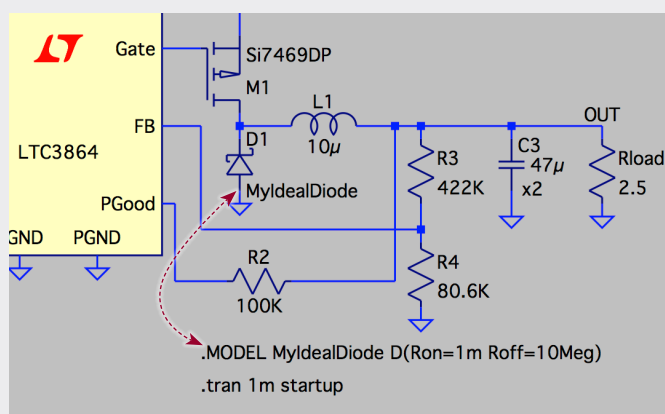 Gate
Si7469DP
M1
L1
OUT
FB
D1
10µ
C3
LTC3864
R3
47µ
Rload
MyIdealDiode
422K
x2
2.5
PGood
GND
PGND
R2
R4
100K
80.6K
.MODEL MyIdealDiode D(Ron=1m Roff=10Meg)
.tran 1m startup